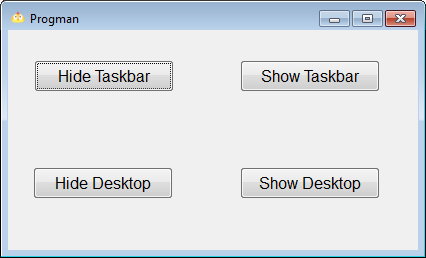 Progman
Hide Taskbar
Show Taskbar
Hide Desktop
Show Desktop